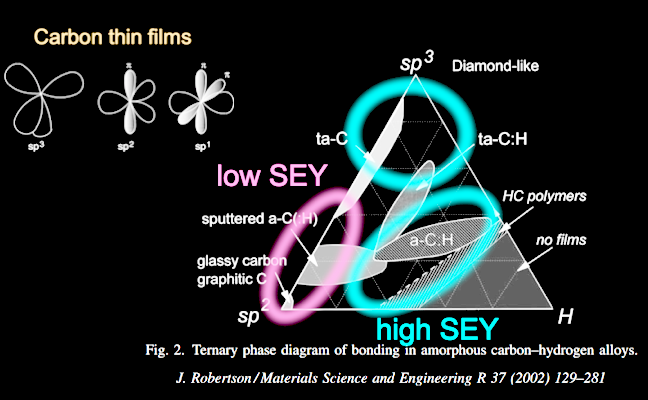 Carbon thin films
π
π
π
sp3
sp2
sp1
sp3
Diamond-like
ta-C
ta-C:H
low SEY
HC polymers
sputtered a-C(:H)
a-C:H
no films
glassy carbon
graphitic C
sp2
H
high SEY
Fig. 2. Ternary phase diagram of bonding in amorphous carbon–hydrogen alloys.
J. Robertson / Materials Science and Engineering R 37 (2002) 129–281